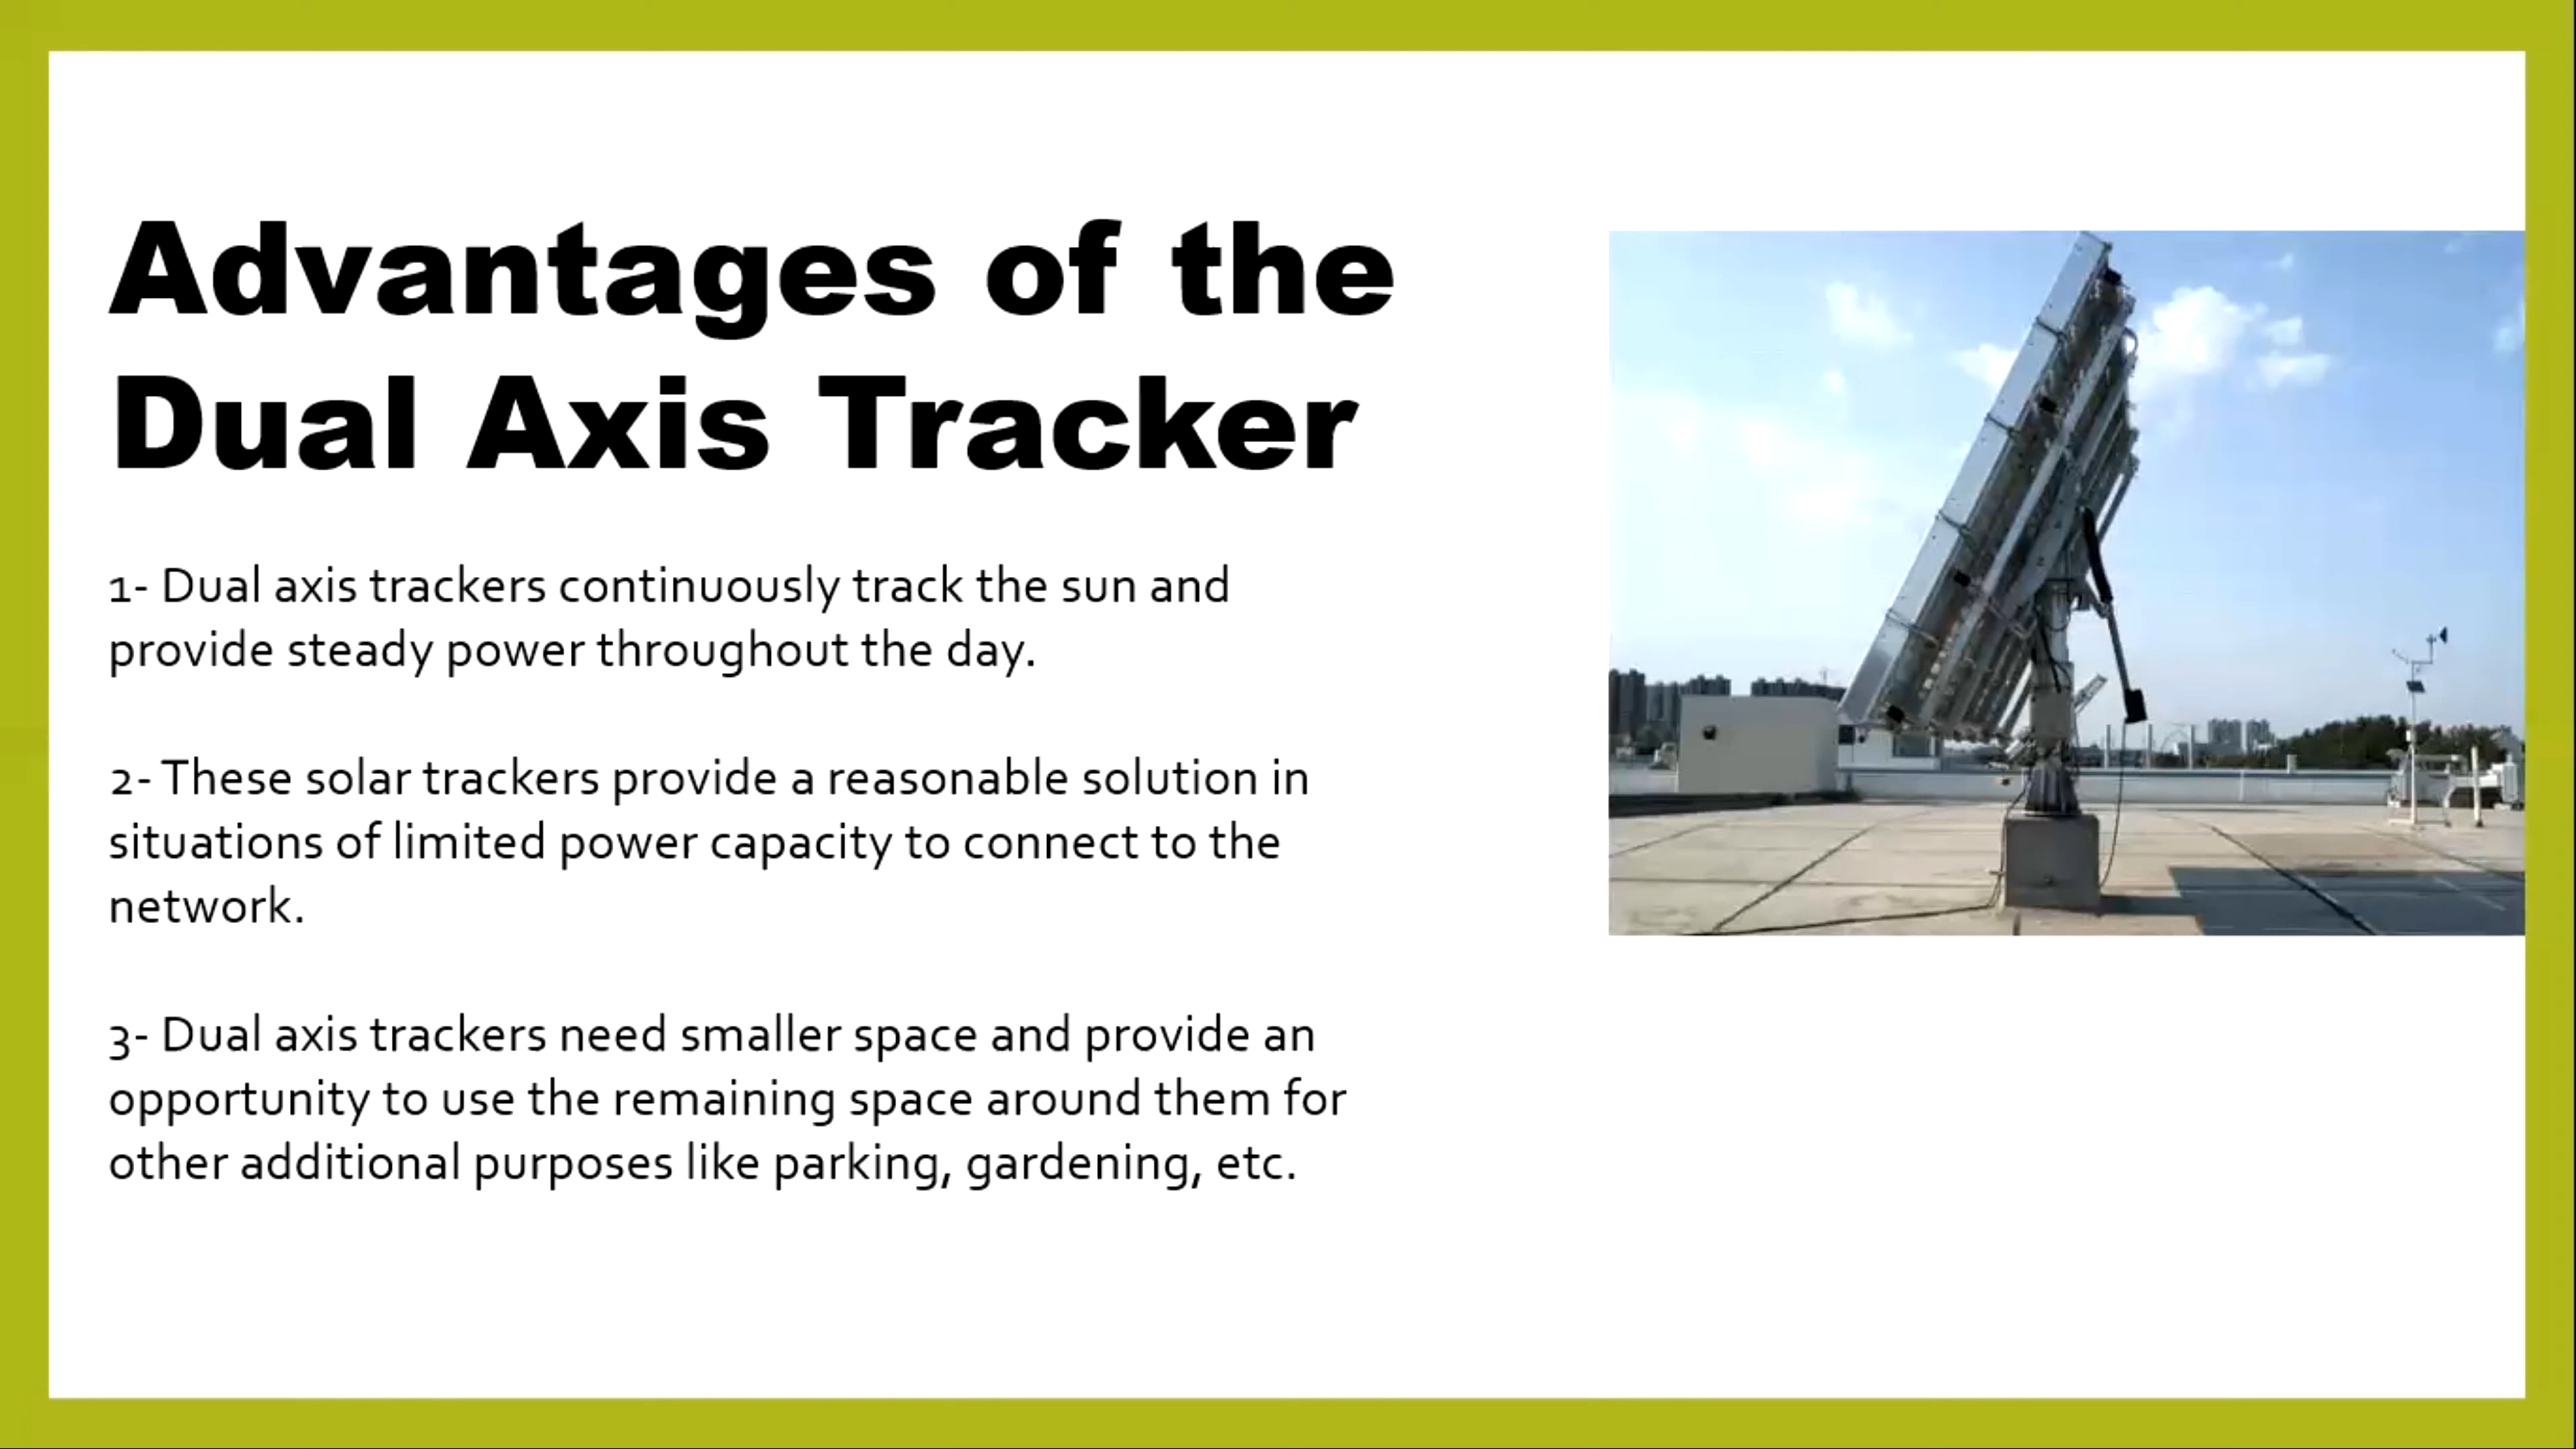 Advantages of the
Dual Axis Tracker
1- Dual axis trackers continuously track the sun and
provide steady power throughout the day.
2- These solar trackers provide a reasonable solution in
situations of limited power capacity to connect to the
network.
3- Dual axis trackers need smaller space and provide an
opportunity to use the remaining space around them for
other additional purposes like parking, gardening, etc.